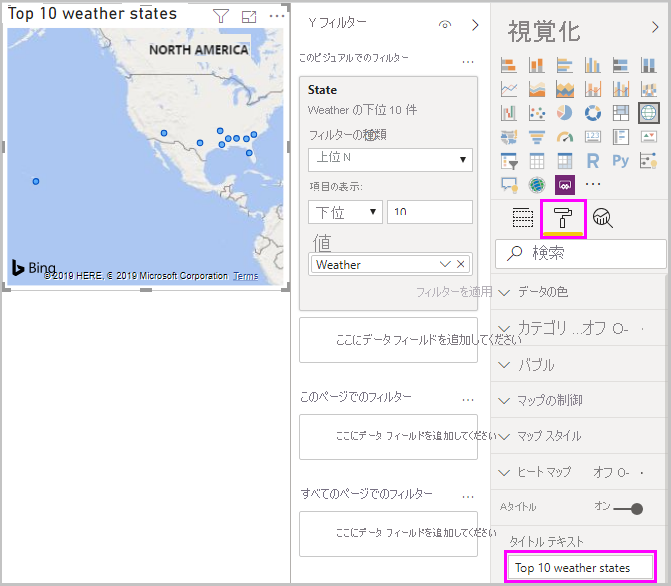 Top 10 weather states
NORTH AMERICA
Bing
© 2019 HERE, © 2019 Microsoft Corporation Terms
Y フィルター
このビジュアルでのフィルター
State
Weather の下位 10 件
フィルターの種類
上位 N
項目の表示:
下位
10
値
Weather
フィルターを適用
ここにデータ フィールドを追加してください
このページでのフィルター
ここにデータ フィールドを追加してください
すべてのページでのフィルター
ここにデータ フィールドを追加してください
視覚化
123
R
Py
検索
データの色
カテゴリ ...オフ O-
バブル
マップの制御
マップ スタイル
ヒート マップ オフ O-
Aタイトル オン
タイトル テキスト
Top 10 weather states